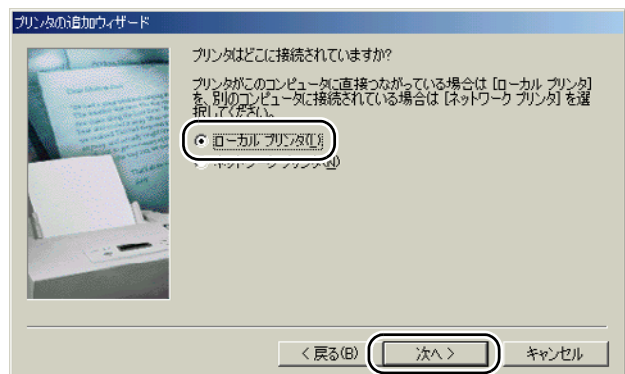 プリンタの追加ウィザード
プリンタはどこに接続されていますか?
プリンタがこのコンピュータに直接つながっている場合は [ローカル プリンタ]
を、別のコンピュータに接続されている場合は [ネットワーク プリンタ] を選
択してください。
ローカル プリンタ(L)
ネットワーク プリンタ(N)
< 戻る(B)
次へ >
キャンセル